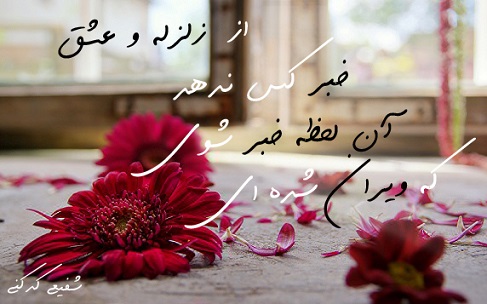 از زلزله و عشق
خبر کس ندهد
آن لحظه خبر شوی
که ویران شده ای
شفیعی کدکنی